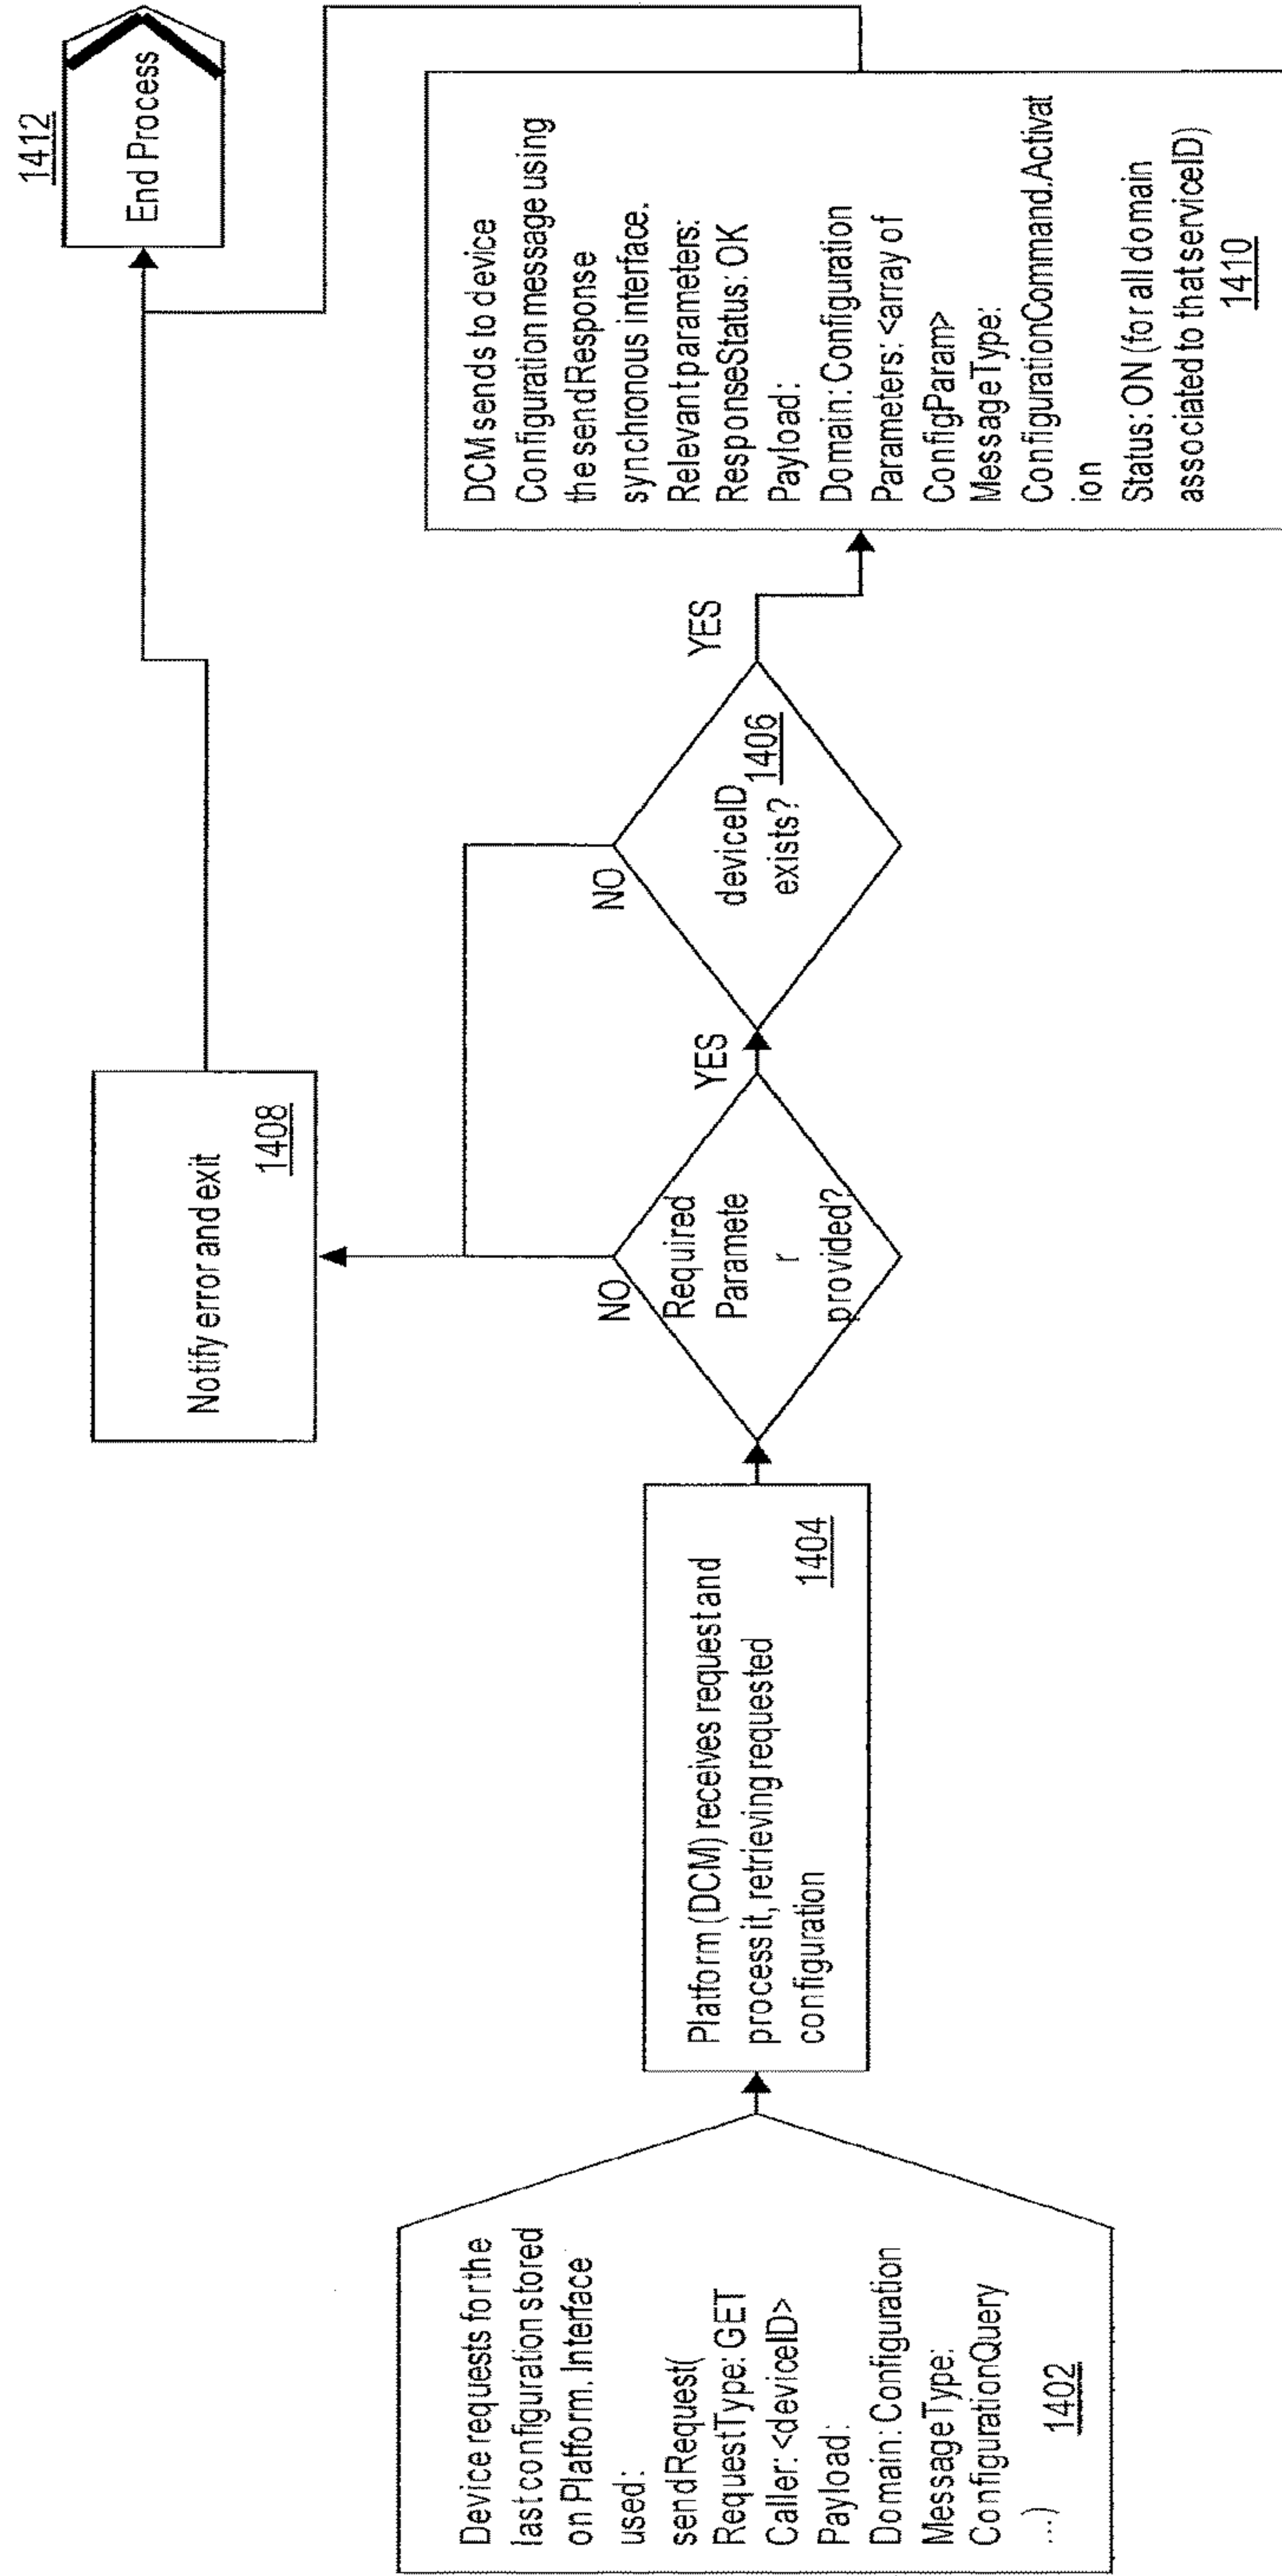 Device requests for the
last configuration stored
on Platform. Interface
used:
sendRequest(
RequestType: GET
Caller: <deviceID>
Payload:
Domain: Configuration
MessageType:
ConfigurationQuery
...)
1402
Platform (DCM) receives request and
process it, retrieving requested
configuration
1404
Required
Paramete
r
provided?
NO
YES
Notify error and exit
1408
deviceID
exists?
1406
NO
YES
DCM sends to device
Configuration message using
the sendResponse
synchronous interface.
Relevant parameters:
ResponseStatus: OK
Payload:
Domain: Configuration
Parameters: <array of
ConfigParam>
MessageType:
ConfigurationCommand.Activat
ion
Status: ON (for all domain
associated to that serviceID)
1410
End Process
1412